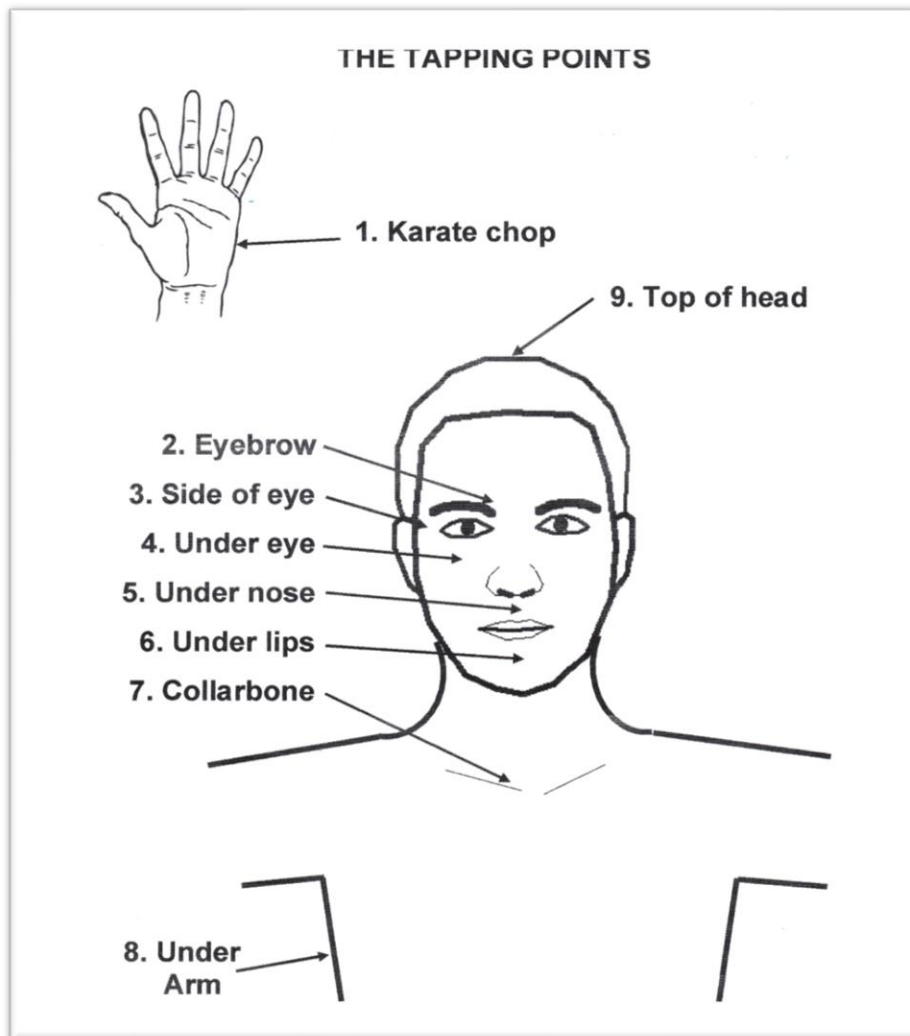 THE TAPPING POINTS
1. Karate chop
9. Top of head
2. Eyebrow
3. Side of eye
4. Under eye
5. Under nose
6. Under lips
7. Collarbone
8. Under
Arm